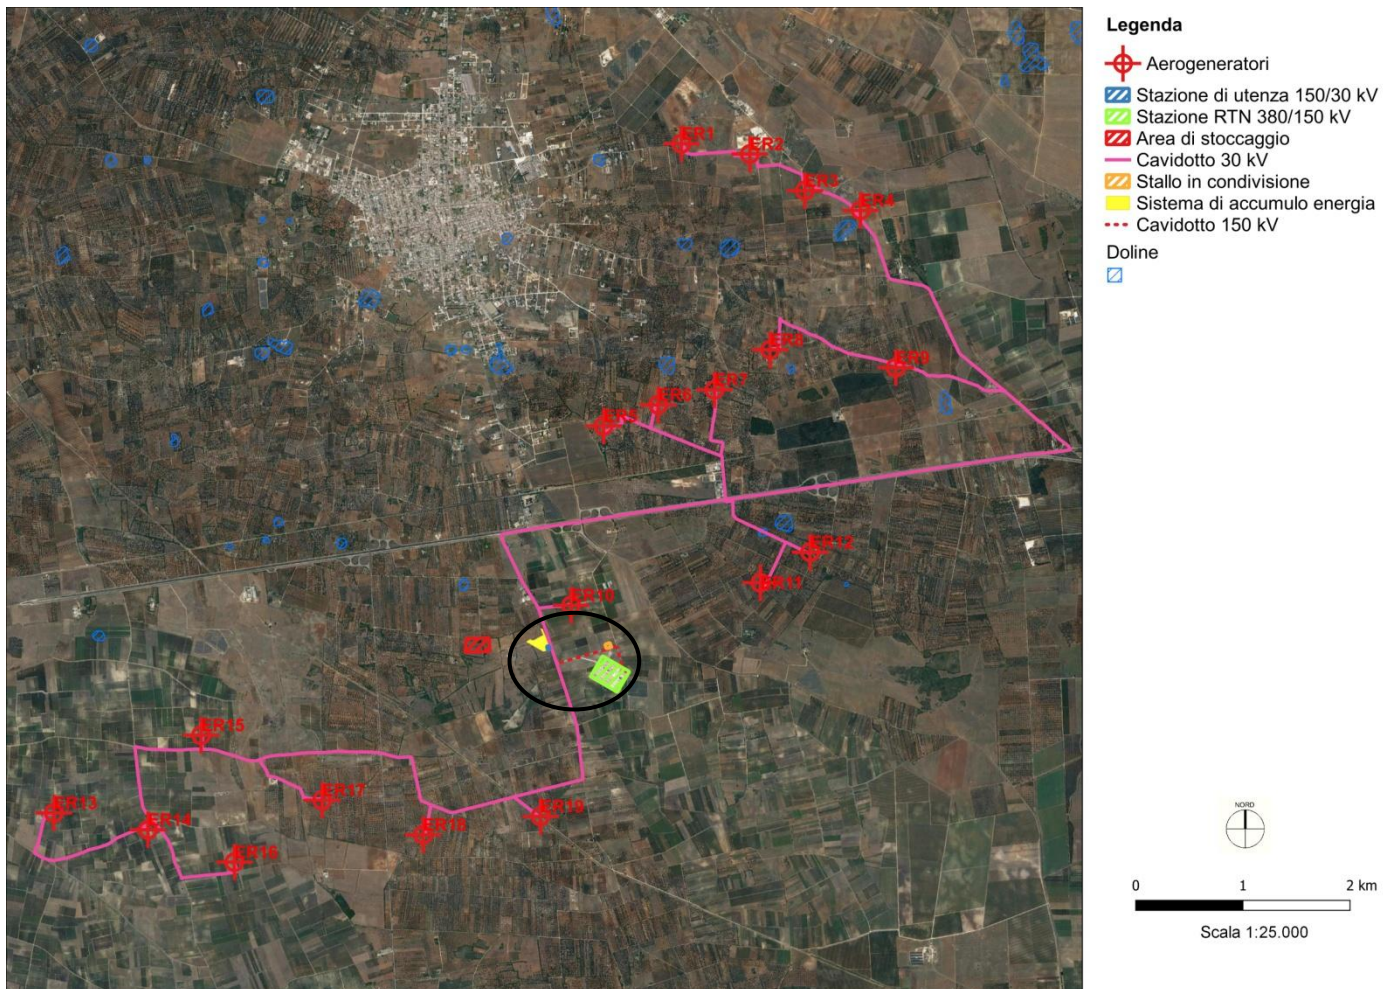 Legenda
Aerogeneratori
Stazione di utenza 150/30 kV
Stazione RTN 380/150 kV
Area di stoccaggio
Cavidotto 30 kV
Stallo in condivisione
Sistema di accumulo energia
Cavidotto 150 kV
Doline
ER1
ER2
ER3
ER4
ER8
ER9
ER7
ER6
ER5
ER12
ER11
ER10
ER15
ER17
ER13
ER14
ER18
ER19
ER16
NORD
0 1 2 km
Scala 1:25.000